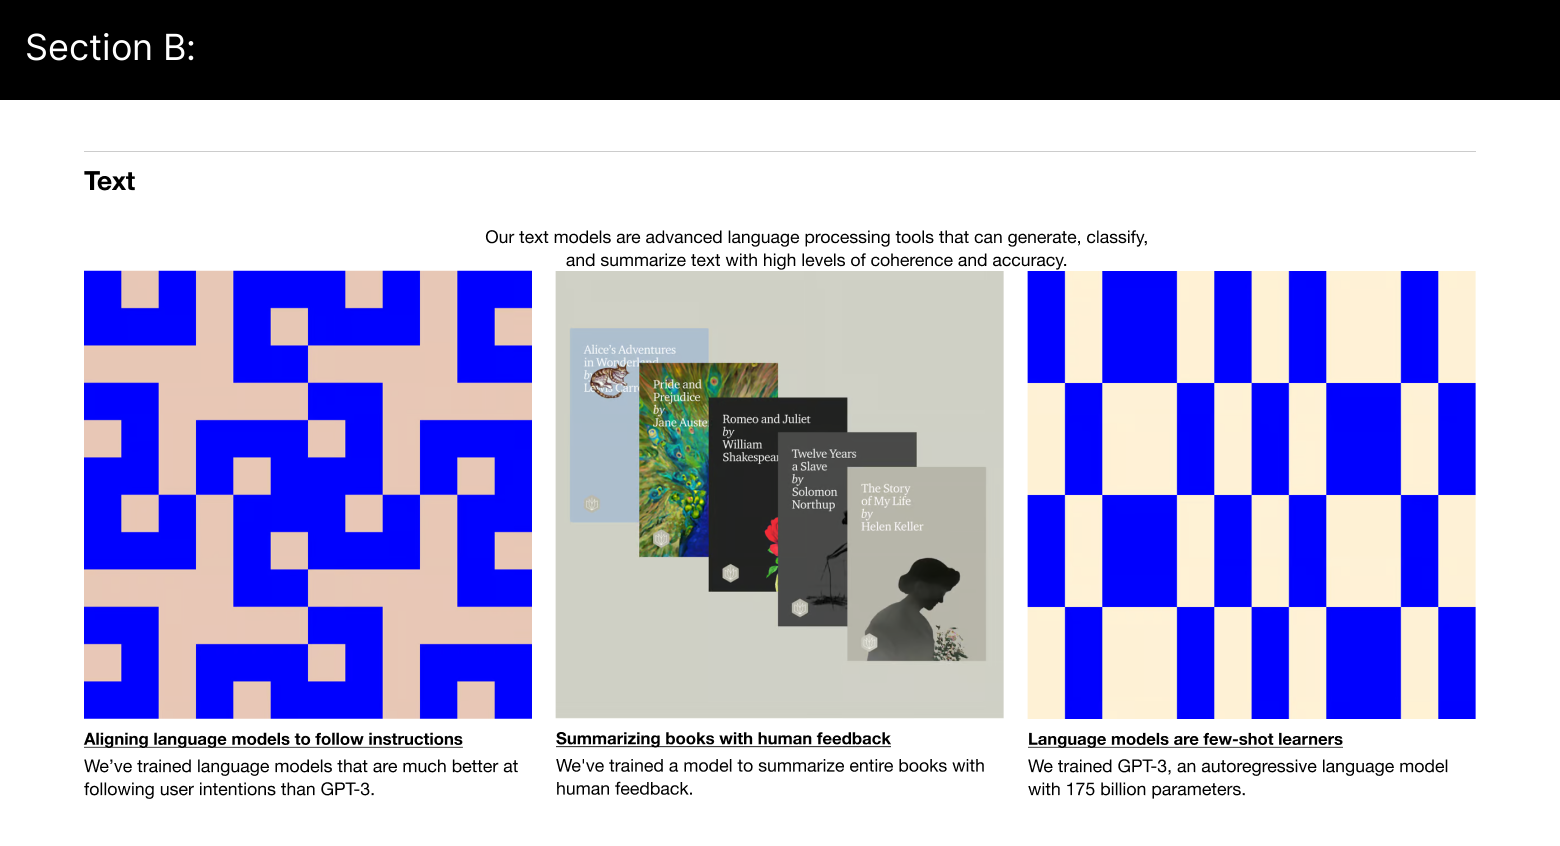 Section B:
Text
Our text models are advanced language processing tools that can generate, classify,
and summarize text with high levels of coherence and accuracy.
Alice's Adventures
in Wonderland
by
Lewis Carr
Pride and
Prejudice
by
Jane Auste
Romeo and Juliet
by
William
Shakespear
Twelve Years
a Slave
by
Solomon
Northup
The Story
of My Life
by
Helen Keller
Aligning language models to follow instructions
We’ve trained language models that are much better at
following user intentions than GPT-3.
Summarizing books with human feedback
We've trained a model to summarize entire books with
human feedback.
Language models are few-shot learners
We trained GPT-3, an autoregressive language model
with 175 billion parameters.